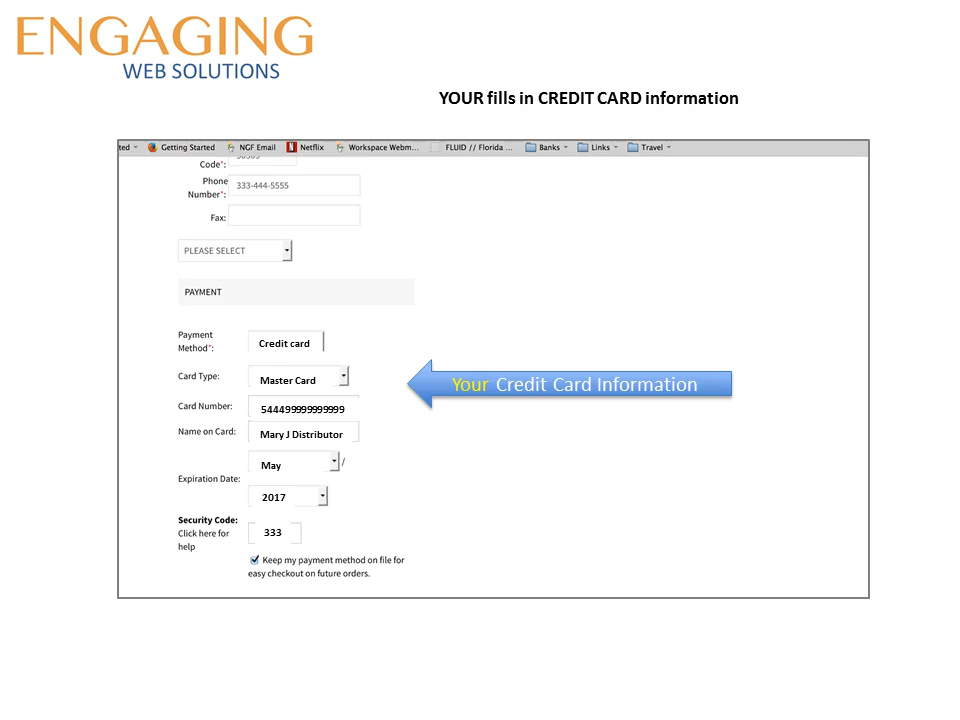 ENGAGING
WEB SOLUTIONS
YOUR fills in CREDIT CARD information
ted Getting Started NGF Email Netflix Workspace Webm... FLUID // Florida ... Banks Links Travel
Code*:
Phone
Number*: 333-444-5555
Fax:
PLEASE SELECT
PAYMENT
Payment
Method*: Credit card
Card Type: Master Card
Your Credit Card Information
Card Number: 544499999999999
Name on Card: Mary J Distributor
May /
Expiration Date:
2017
Security Code:
Click here for 333
help
Keep my payment method on file for
easy checkout on future orders.